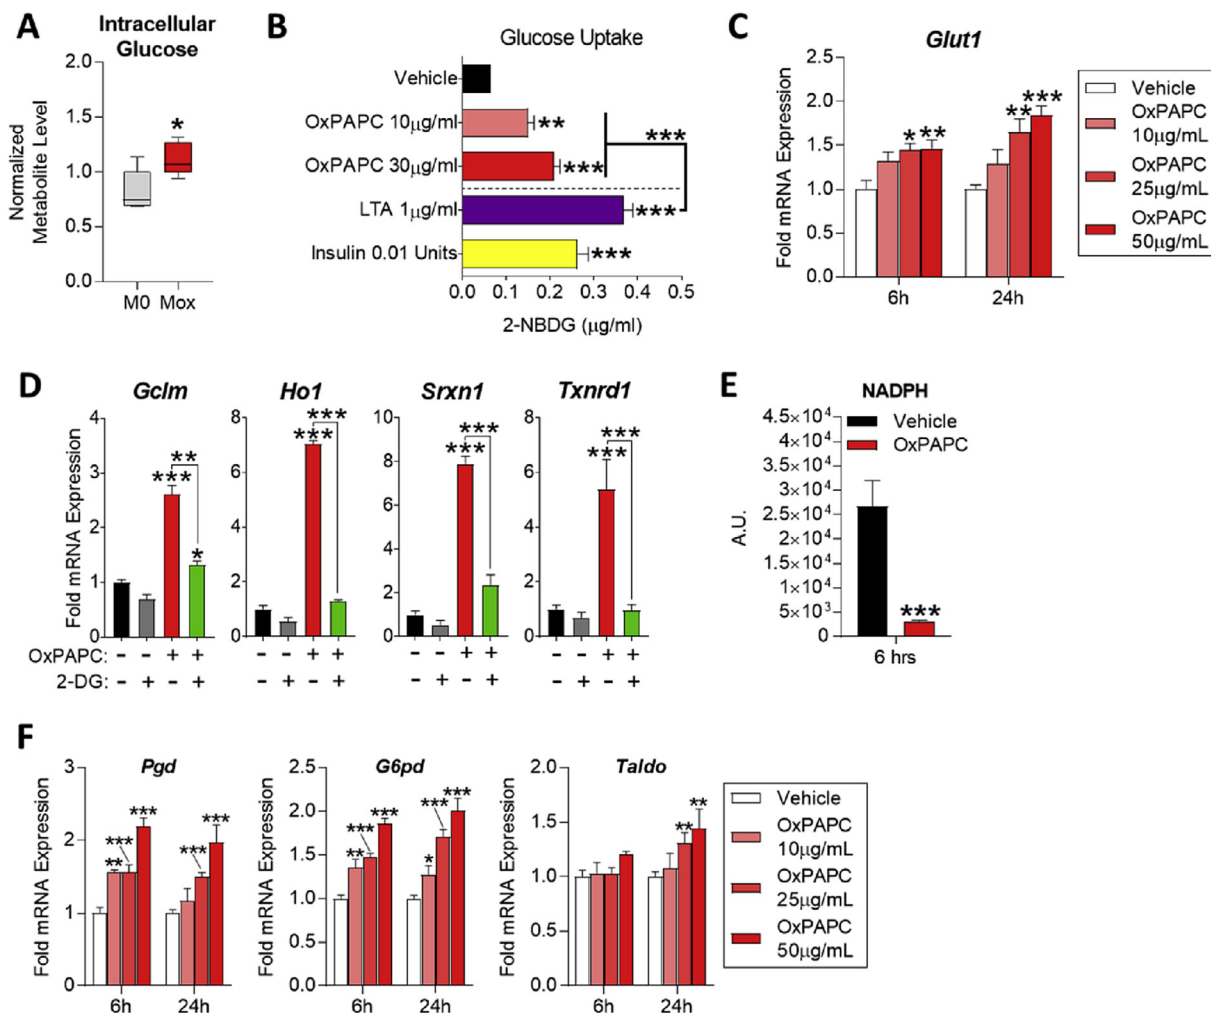 A
Intracellular
Glucose
Normalized
Metabolite Level
2.0
1.5
1.0
0.5
0.0
*
M0 Mox
B
Glucose Uptake
Vehicle
OxPAPC 10µg/ml
**
***
OxPAPC 30µg/ml
***
LTA 1µg/ml
***
Insulin 0.01 Units
***
0.0 0.1 0.2 0.3 0.4 0.5
2-NBDG (µg/ml)
C
Glut1
Fold mRNA Expression
2.5
2.0
1.5
1.0
0.5
0.0
* **
** ***
6h 24h
Vehicle
OxPAPC
10µg/mL
OxPAPC
25µg/mL
OxPAPC
50µg/mL
D
Gclm
Fold mRNA Expression
4
3
2
1
0
**
***
*
Ho1
8
6
4
2
0
***
***
Srxn1
10
8
6
4
2
0
***
***
Txnrd1
8
6
4
2
0
***
***
OxPAPC: - - + + - - + + - - + + - - + +
2-DG: - + - + - + - + - + - + - + - +
E
NADPH
Vehicle
OxPAPC
A.U.
4.5×10⁴
4×10⁴
3.5×10⁴
3×10⁴
2.5×10⁴
2×10⁴
2×10⁴
1×10⁴
5×10³
0
***
6 hrs
F
Pgd
Fold mRNA Expression
3
2
1
0
**
***
***
***
***
6h 24h
G6pd
Fold mRNA Expression
2.5
2.0
1.5
1.0
0.5
0.0
**
***
***
*
***
***
6h 24h
Taldo
Fold mRNA Expression
2.0
1.5
1.0
0.5
0.0
**
**
6h 24h
Vehicle
OxPAPC
10µg/mL
OxPAPC
25µg/mL
OxPAPC
50µg/mL